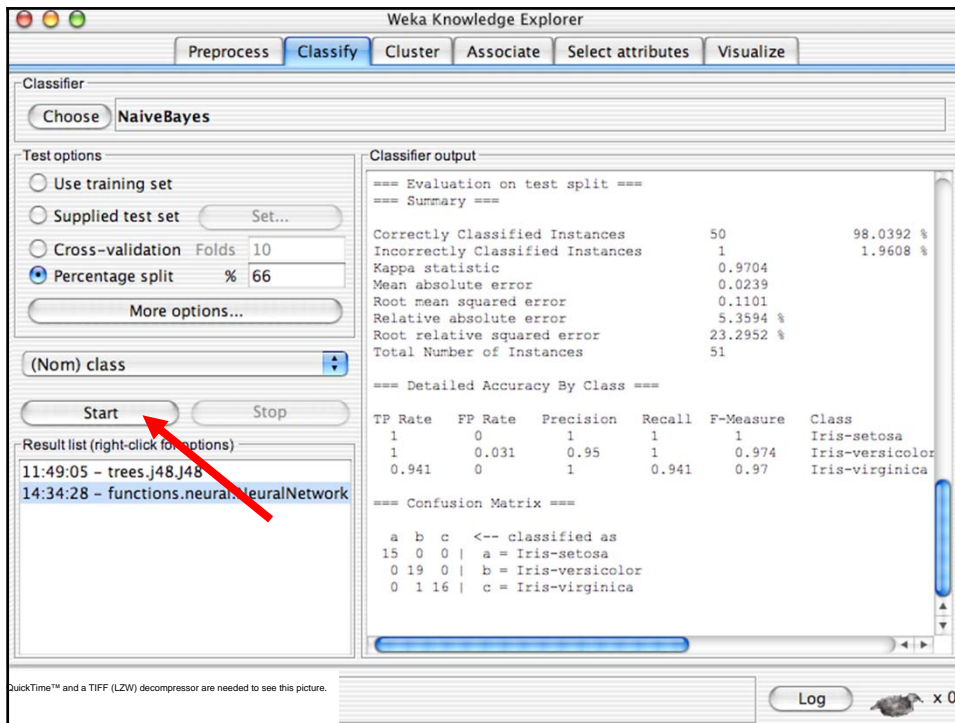 Weka Knowledge Explorer
Preprocess Classify Cluster Associate Select attributes Visualize
Classifier
Choose NaiveBayes
Test options
Use training set
Supplied test set Set...
Cross-validation Folds 10
Percentage split % 66
More options...
(Nom) class
Start Stop
Result list (right-click for options)
11:49:05 – trees.j48.J48
14:34:28 – functions.neural.NeuralNetwork
Classifier output
=== Evaluation on test split ===
=== Summary ===
Correctly Classified Instances 50 98.0392 %
Incorrectly Classified Instances 1 1.9608 %
Kappa statistic 0.9704
Mean absolute error 0.0239
Root mean squared error 0.1101
Relative absolute error 5.3594 %
Root relative squared error 23.2952 %
Total Number of Instances 51
=== Detailed Accuracy By Class ===
TP Rate FP Rate Precision Recall F-Measure Class
1 0 1 1 1 Iris-setosa
1 0.031 0.95 1 0.974 Iris-versicolor
0.941 0 1 0.941 0.97 Iris-virginica
=== Confusion Matrix ===
a b c <-- classified as
15 0 0 | a = Iris-setosa
0 19 0 | b = Iris-versicolor
0 1 16 | c = Iris-virginica
QuickTime™ and a TIFF (LZW) decompressor are needed to see this picture.
Log x 0